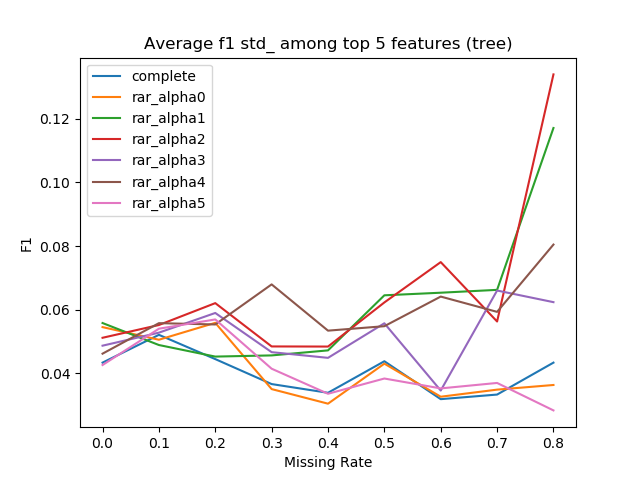 Average f1 std_ among top 5 features (tree)
complete
rar_alpha0
rar_alpha1
rar_alpha2
rar_alpha3
rar_alpha4
rar_alpha5
0.12
0.10
0.08
0.06
0.04
F1
0.0 0.1 0.2 0.3 0.4 0.5 0.6 0.7 0.8
Missing Rate